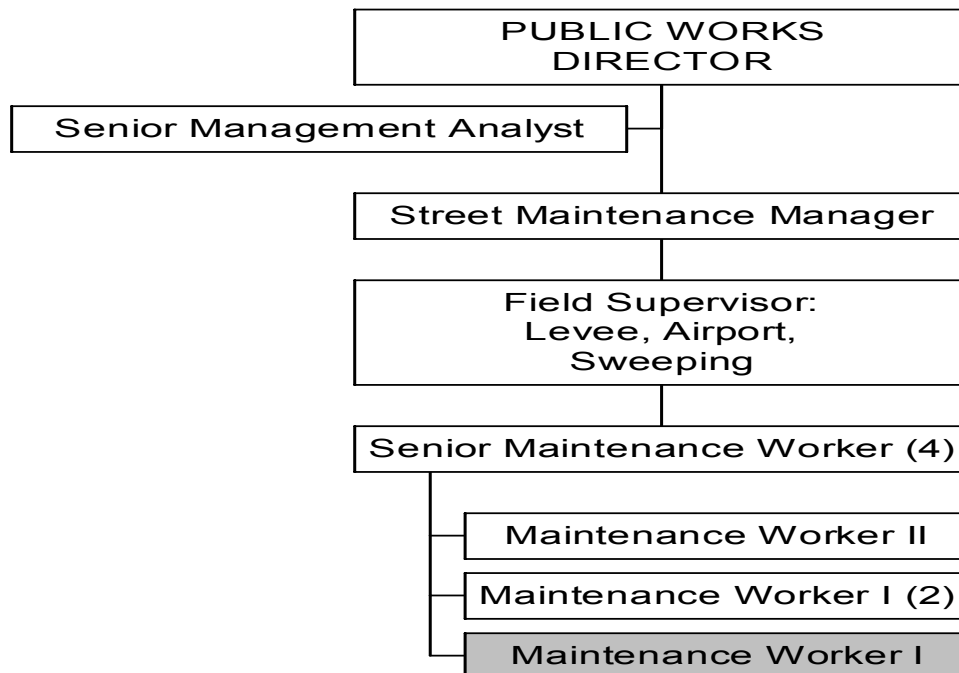 PUBLIC WORKS
DIRECTOR
Senior Management Analyst
Street Maintenance Manager
Field Supervisor:
Levee, Airport,
Sweeping
Senior Maintenance Worker (4)
Maintenance Worker II
Maintenance Worker I (2)
Maintenance Worker I